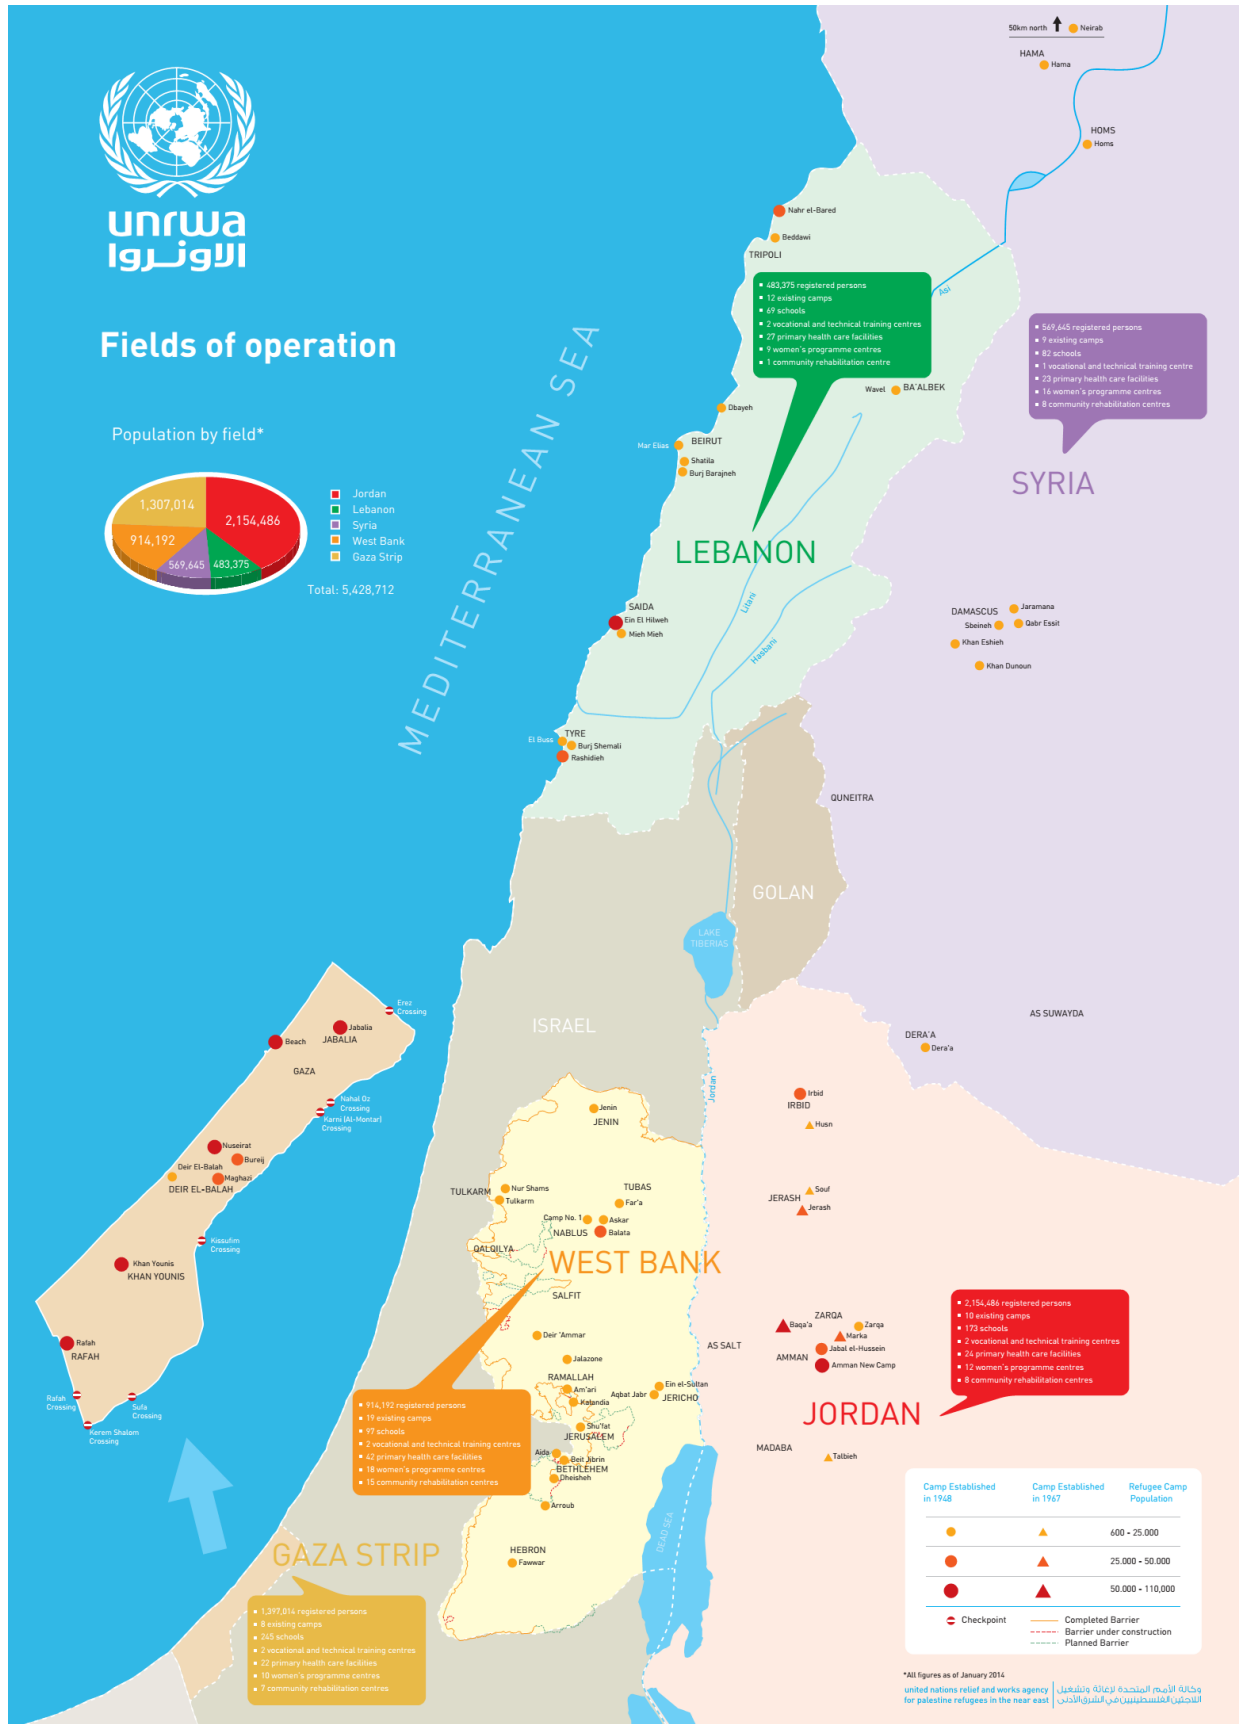 unrwa
الاونروا
Fields of operation
Population by field*
1,307,014
2,154,486
914,192
569,645
483,375
Jordan
Lebanon
Syria
West Bank
Gaza Strip
Total: 5,428,712
MEDITERRANEAN SEA
50km north
Neirab
HAMA
Hama
HOMS
Homs
Nahr el-Bared
Beddawi
TRIPOLI
483,375 registered persons
12 existing camps
69 schools
2 vocational and technical training centres
27 primary health care facilities
9 women's programme centres
1 community rehabilitation centre
Asi
569,645 registered persons
9 existing camps
82 schools
1 vocational and technical training centre
23 primary health care facilities
16 women's programme centres
8 community rehabilitation centres
SYRIA
Wavel
BA'ALBEK
Dbayeh
Mar Elias
BEIRUT
Shatila
Burj Barajneh
LEBANON
Litani
Hasbani
SAIDA
Ein El Hilweh
Mieh Mieh
DAMASCUS
Jaramana
Sbeineh
Qabr Essit
Khan Eshieh
Khan Dunoun
El Buss
TYRE
Burj Shemali
Rashidieh
QUNEITRA
GOLAN
LAKE
TIBERIAS
ISRAEL
AS SUWAYDA
DERA'A
Dera'a
Jordan
Erez
Crossing
Jabalia
JABALIA
Beach
GAZA
Nahal Oz
Crossing
Karni (Al-Montar)
Crossing
Nuseirat
Bureij
Deir El-Balah
Maghazi
DEIR EL-BALAH
Kissufim
Crossing
Khan Younis
KHAN YOUNIS
Rafah
RAFAH
Rafah
Crossing
Sufa
Crossing
Kerem Shalom
Crossing
Irbid
IRBID
Husn
Souf
JERASH
Jerash
Jenin
JENIN
TULKARM
Nur Shams
Tulkarm
TUBAS
Far'a
Camp No. 1
Askar
NABLUS
Balata
QALQILYA
WEST BANK
SALFIT
Deir 'Ammar
Jalazone
RAMALLAH
Am'ari
Kalandia
Ein el-Sultan
Aqbat Jabr
JERICHO
Shu'fat
JERUSALEM
Aida
Beit Jibrin
BETHLEHEM
Dheisheh
Arroub
HEBRON
Fawwar
DEAD SEA
914,192 registered persons
19 existing camps
97 schools
2 vocational and technical training centres
42 primary health care facilities
18 women's programme centres
15 community rehabilitation centres
ZARQA
Baqa'a
Zarqa
Marka
Jabal el-Hussein
AMMAN
Amman New Camp
AS SALT
JORDAN
2,154,486 registered persons
10 existing camps
173 schools
2 vocational and technical training centres
24 primary health care facilities
12 women's programme centres
8 community rehabilitation centres
MADABA
Talbieh
GAZA STRIP
1,397,014 registered persons
8 existing camps
245 schools
2 vocational and technical training centres
22 primary health care facilities
10 women's programme centres
7 community rehabilitation centres
Camp Established
in 1948
Camp Established
in 1967
Refugee Camp
Population
600 - 25.000
25.000 - 50.000
50.000 - 110,000
Checkpoint
Completed Barrier
Barrier under construction
Planned Barrier
*All figures as of January 2014
united nations relief and works agency
for palestine refugees in the near east
وكالة الأمم المتحدة لإغاثة وتشغيل
اللاجئين الفلسطينيين في الشرق الأدنى